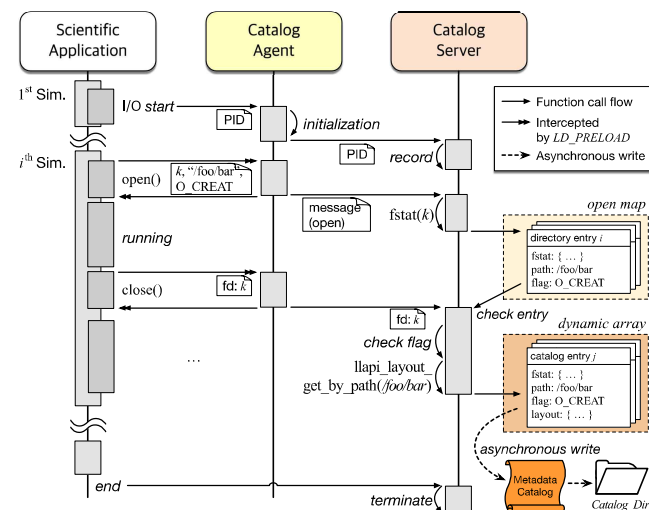 Scientific
Application
Catalog
Agent
Catalog
Server
1st Sim.
I/O start
PID
initialization
PID
record
Function call flow
Intercepted
by LD_PRELOAD
Asynchronous write
ith Sim.
open()
k, “/foo/bar”,
O_CREAT
message
(open)
fstat(k)
running
open map
directory entry i
fstat: { ... }
path: /foo/bar
flag: O_CREAT
close()
fd: k
fd: k
check entry
check flag
llapi_layout_
get_by_path(/foo/bar)
...
dynamic array
catalog entry j
fstat: { ... }
path: /foo/bar
flag: O_CREAT
layout: { ... }
asynchronous write
Metadata
Catalog
Catalog_Dir
end
terminate